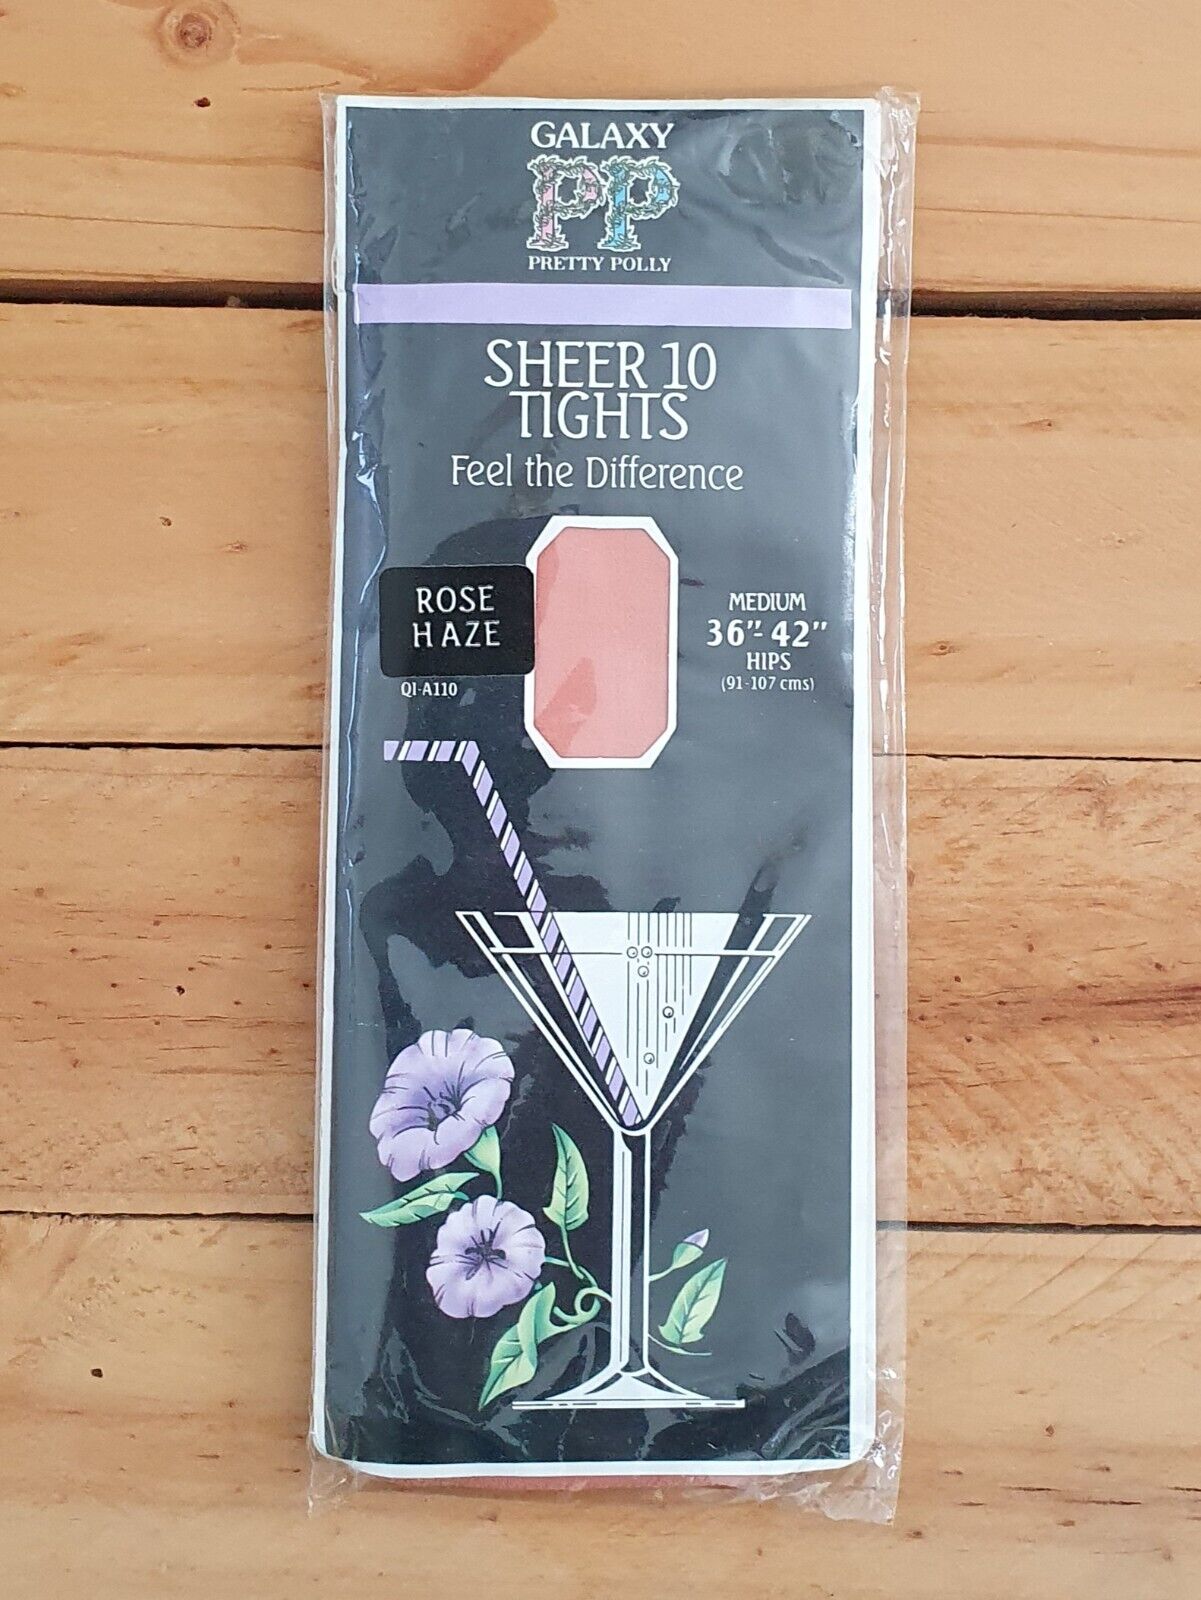 GALAXY
PP
PRETTY POLLY
SHEER 10
TIGHTS
Feel the Difference
ROSE
HAZE
QI-A110
MEDIUM
36"- 42"
HIPS
(91-107 cms)